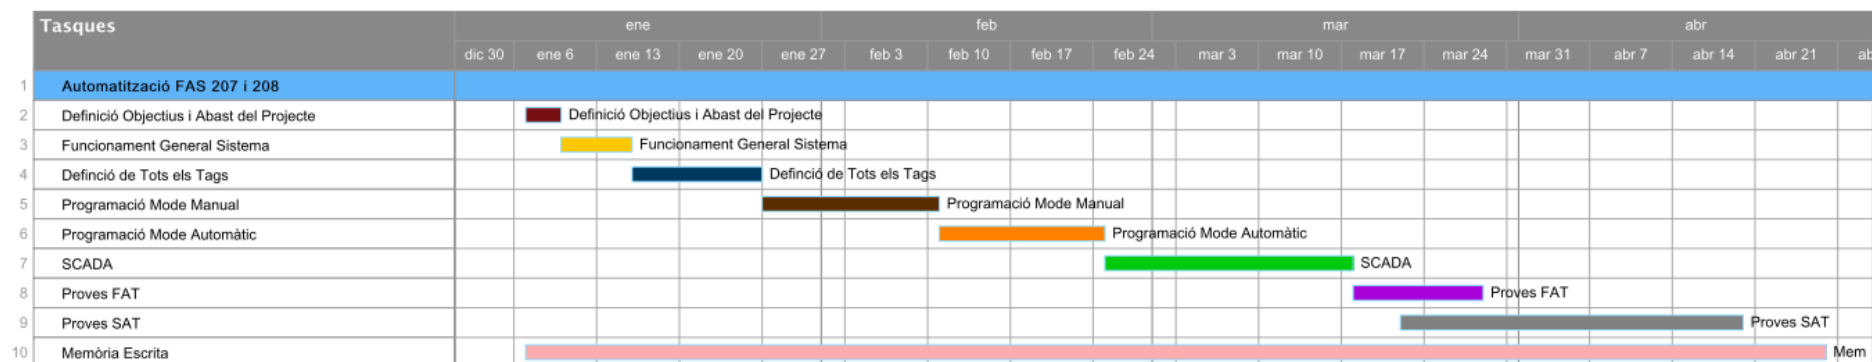 Tasques
ene feb mar abr
dic 30 ene 6 ene 13 ene 20 ene 27 feb 3 feb 10 feb 17 feb 24 mar 3 mar 10 mar 17 mar 24 mar 31 abr 7 abr 14 abr 21 ab
1 Automatització FAS 207 i 208
2 Definició Objectius i Abast del Projecte Definició Objectius i Abast del Projecte
3 Funcionament General Sistema Funcionament General Sistema
4 Definció de Tots els Tags Definció de Tots els Tags
5 Programació Mode Manual Programació Mode Manual
6 Programació Mode Automàtic Programació Mode Automàtic
7 SCADA SCADA
8 Proves FAT Proves FAT
9 Proves SAT Proves SAT
10 Memòria Escrita Mem